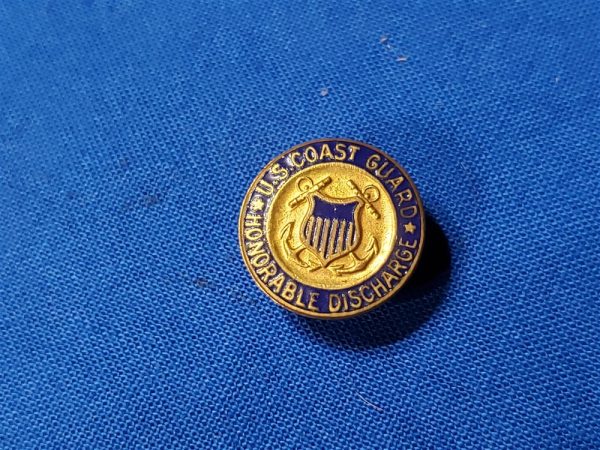 U.S. COAST GUARD
HONORABLE DISCHARGE